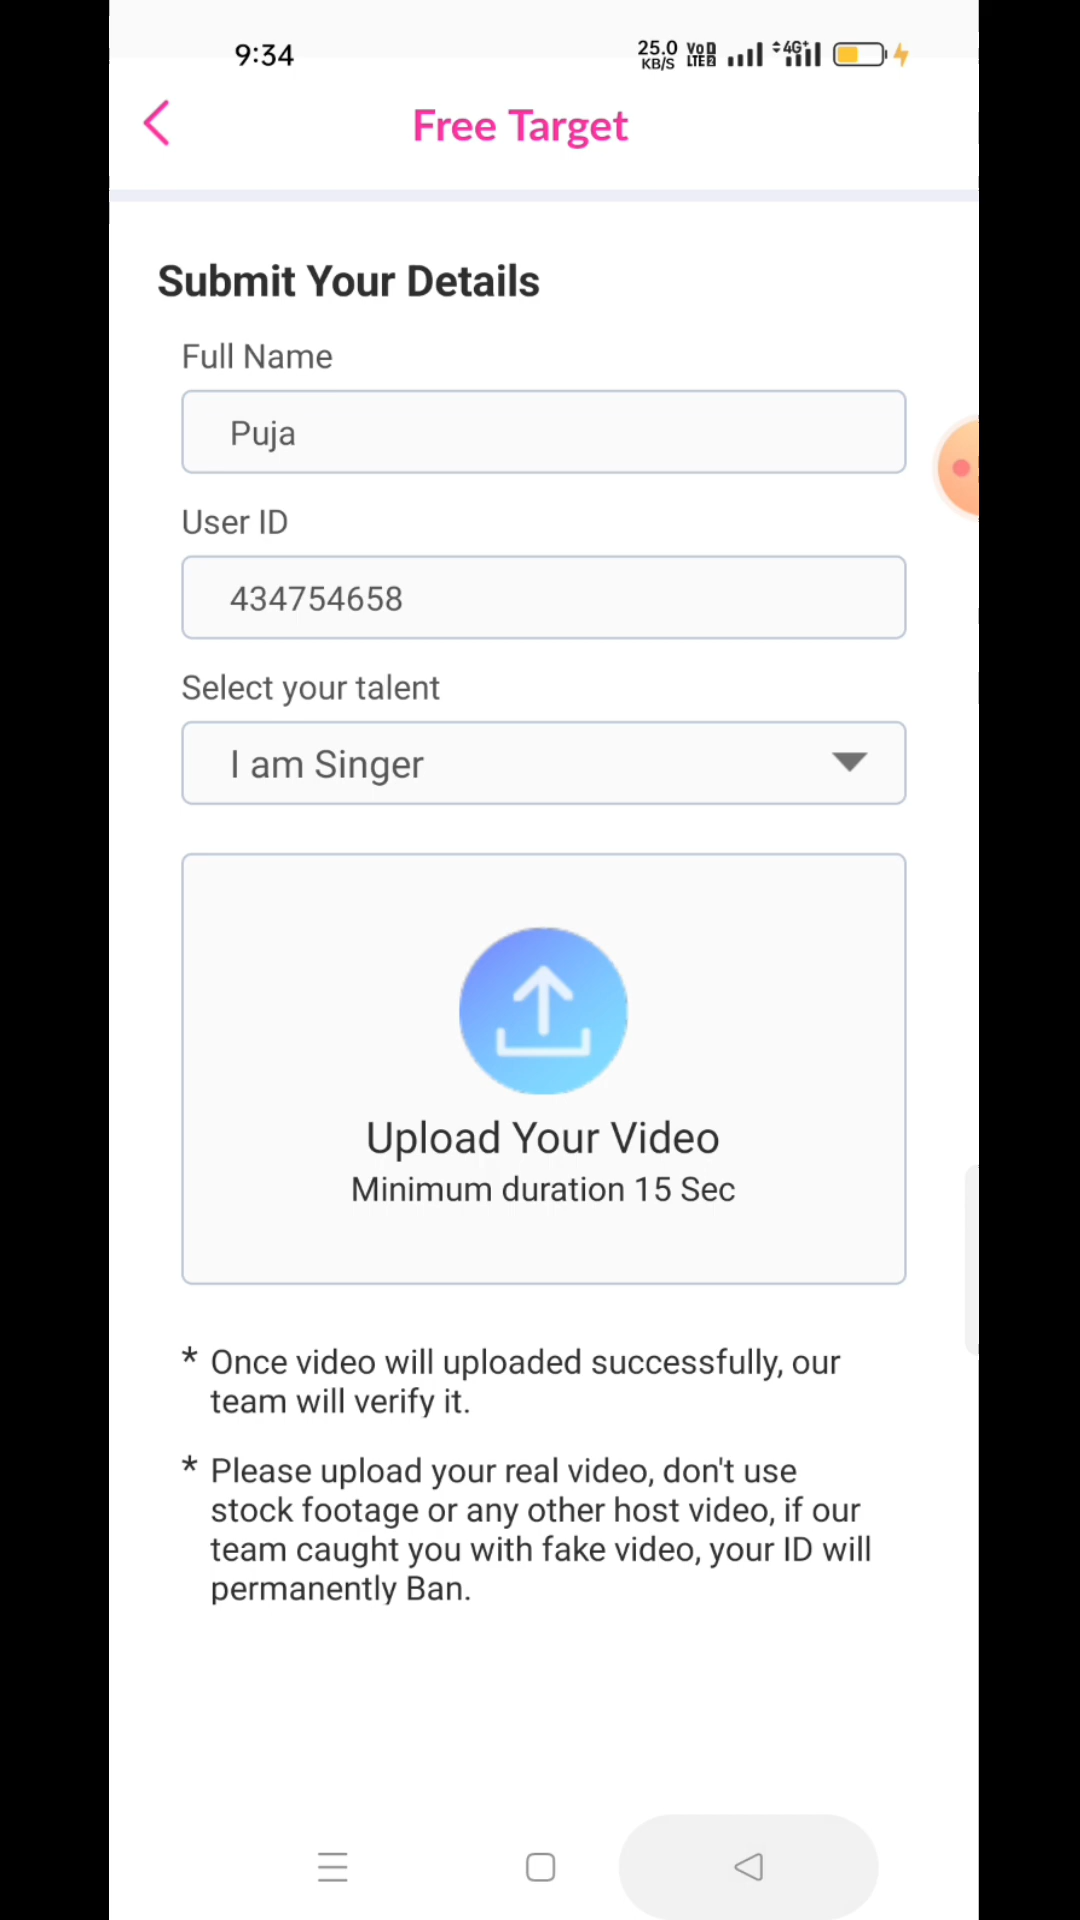 9:34
25.0 KB/S
Vo LTE 2
4G+
Free Target
Submit Your Details
Full Name
Puja
User ID
434754658
Select your talent
I am Singer
Upload Your Video
Minimum duration 15 Sec
* Once video will uploaded successfully, our
team will verify it.
* Please upload your real video, don't use
stock footage or any other host video, if our
team caught you with fake video, your ID will
permanently Ban.